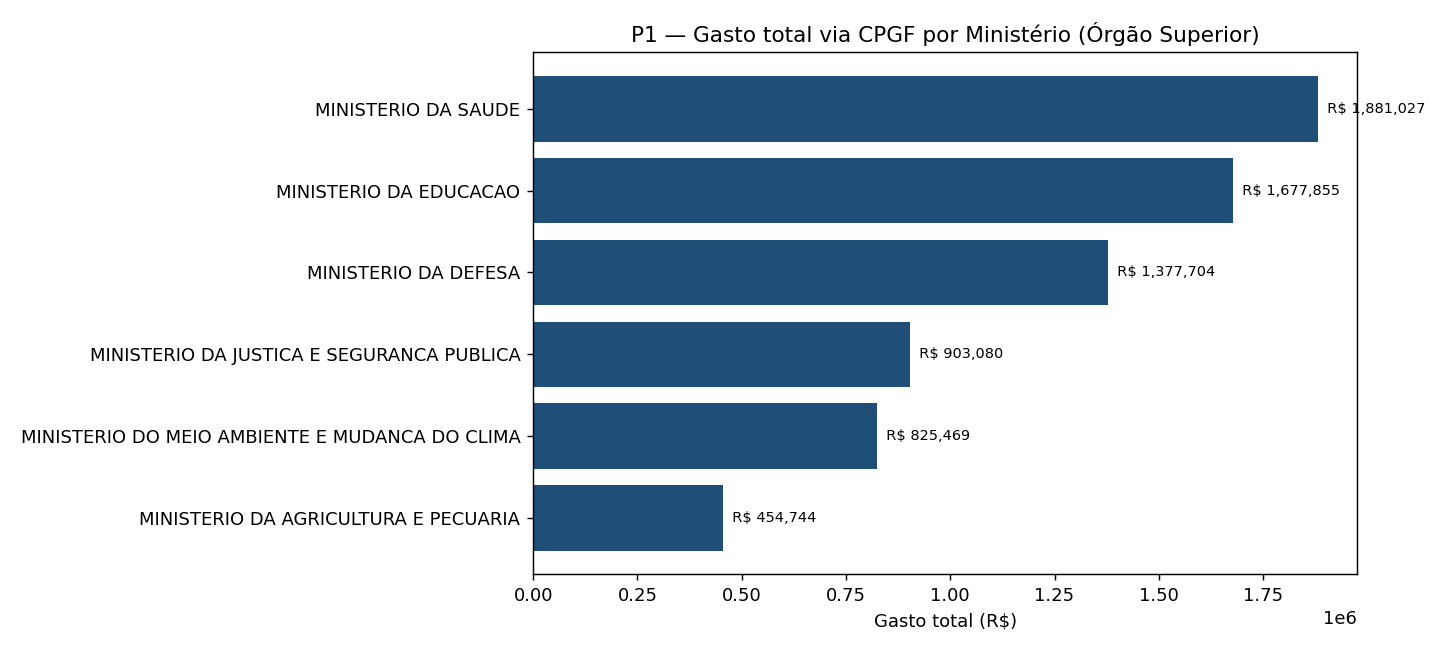 P1 — Gasto total via CPGF por Ministério (Órgão Superior)
MINISTERIO DA SAUDE
R$ 1,881,027
MINISTERIO DA EDUCACAO
R$ 1,677,855
MINISTERIO DA DEFESA
R$ 1,377,704
MINISTERIO DA JUSTICA E SEGURANCA PUBLICA
R$ 903,080
MINISTERIO DO MEIO AMBIENTE E MUDANCA DO CLIMA
R$ 825,469
MINISTERIO DA AGRICULTURA E PECUARIA
R$ 454,744
0.00 0.25 0.50 0.75 1.00 1.25 1.50 1.75
1e6
Gasto total (R$)